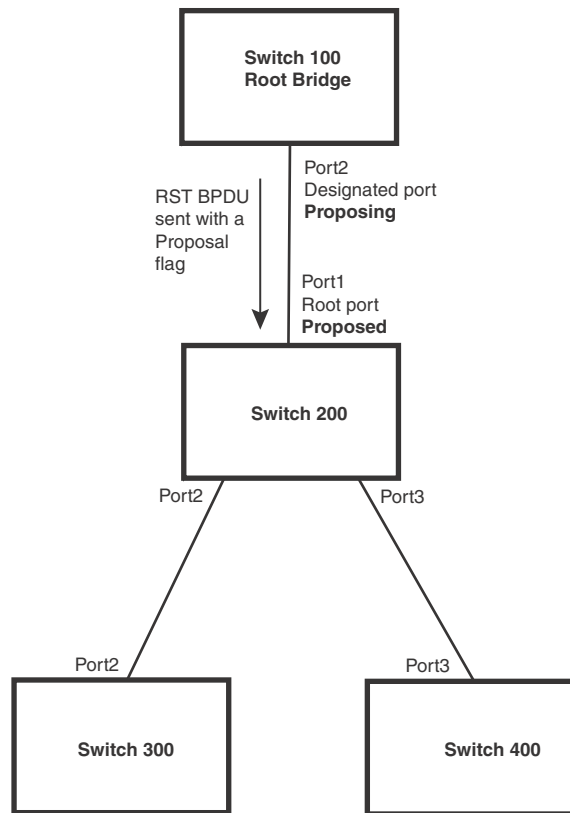 Switch 100
Root Bridge
RST BPDU
sent with a
Proposal
flag
Port2
Designated port
Proposing
Port1
Root port
Proposed
Switch 200
Port2
Port3
Port2
Port3
Switch 300
Switch 400